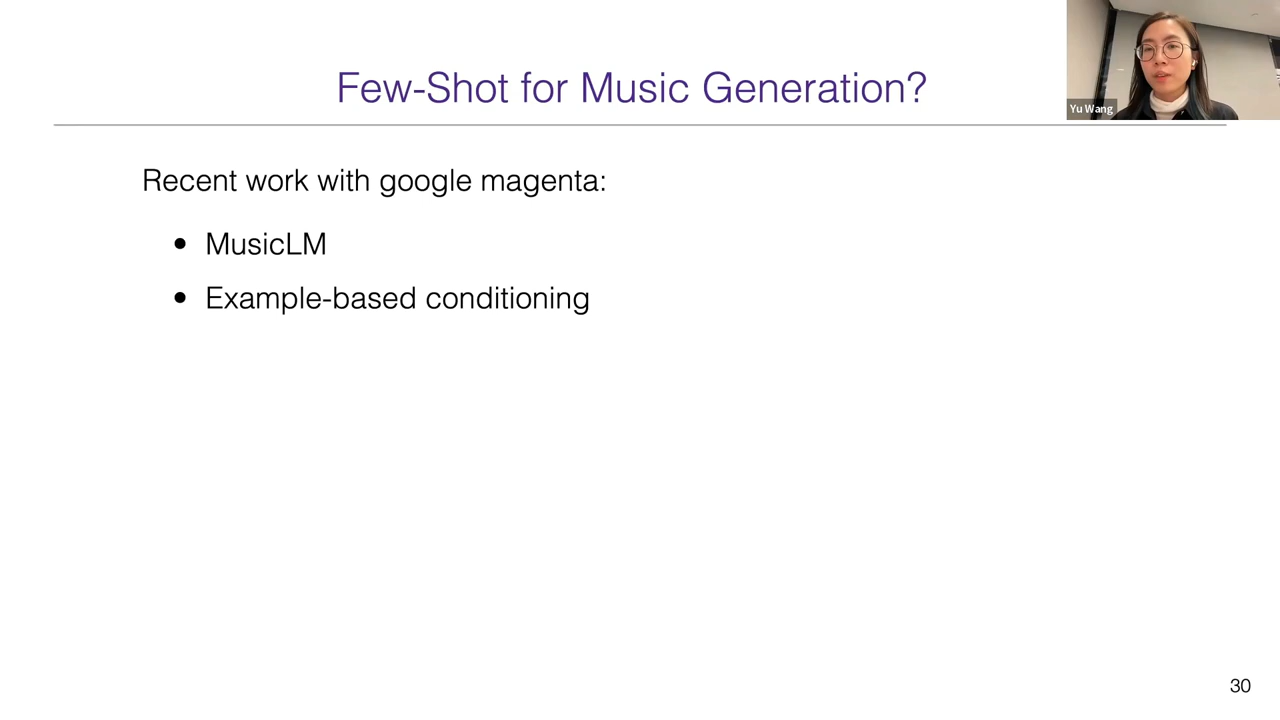 Few-Shot for Music Generation?
Yu Wang
Recent work with google magenta:
• MusicLM
• Example-based conditioning
30